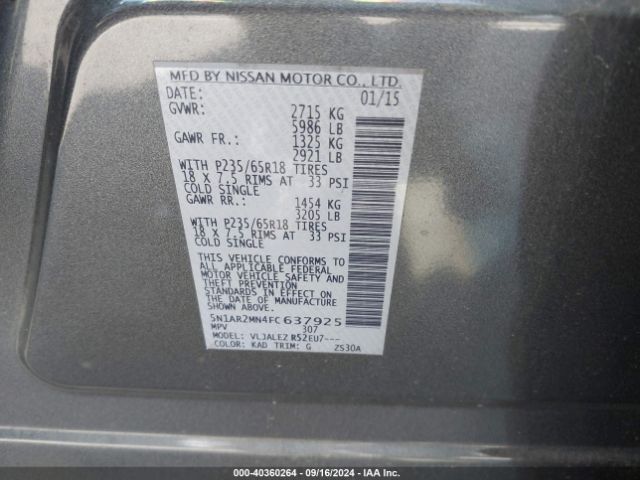 MFD BY NISSAN MOTOR CO., LTD.
DATE: 01/15
GVWR: 2715 KG
5986 LB
GAWR FR.: 1325 KG
2921 LB
WITH P235/65R18 TIRES
18 X 7.5 RIMS AT 33 PSI
COLD SINGLE
GAWR RR.: 1454 KG
3205 LB
WITH P235/65R18 TIRES
18 X 7.5 RIMS AT 33 PSI
COLD SINGLE
THIS VEHICLE CONFORMS TO
ALL APPLICABLE FEDERAL
MOTOR VEHICLE SAFETY AND
THEFT PREVENTION
STANDARDS IN EFFECT ON
THE DATE OF MANUFACTURE
SHOWN ABOVE.
5N1AR2MN4FC637925
MPV 307
MODEL: VLJALEZ R52EU7---
COLOR: KAD TRIM: G ZS30A
000-40360264 - 09/16/2024 - IAA Inc.